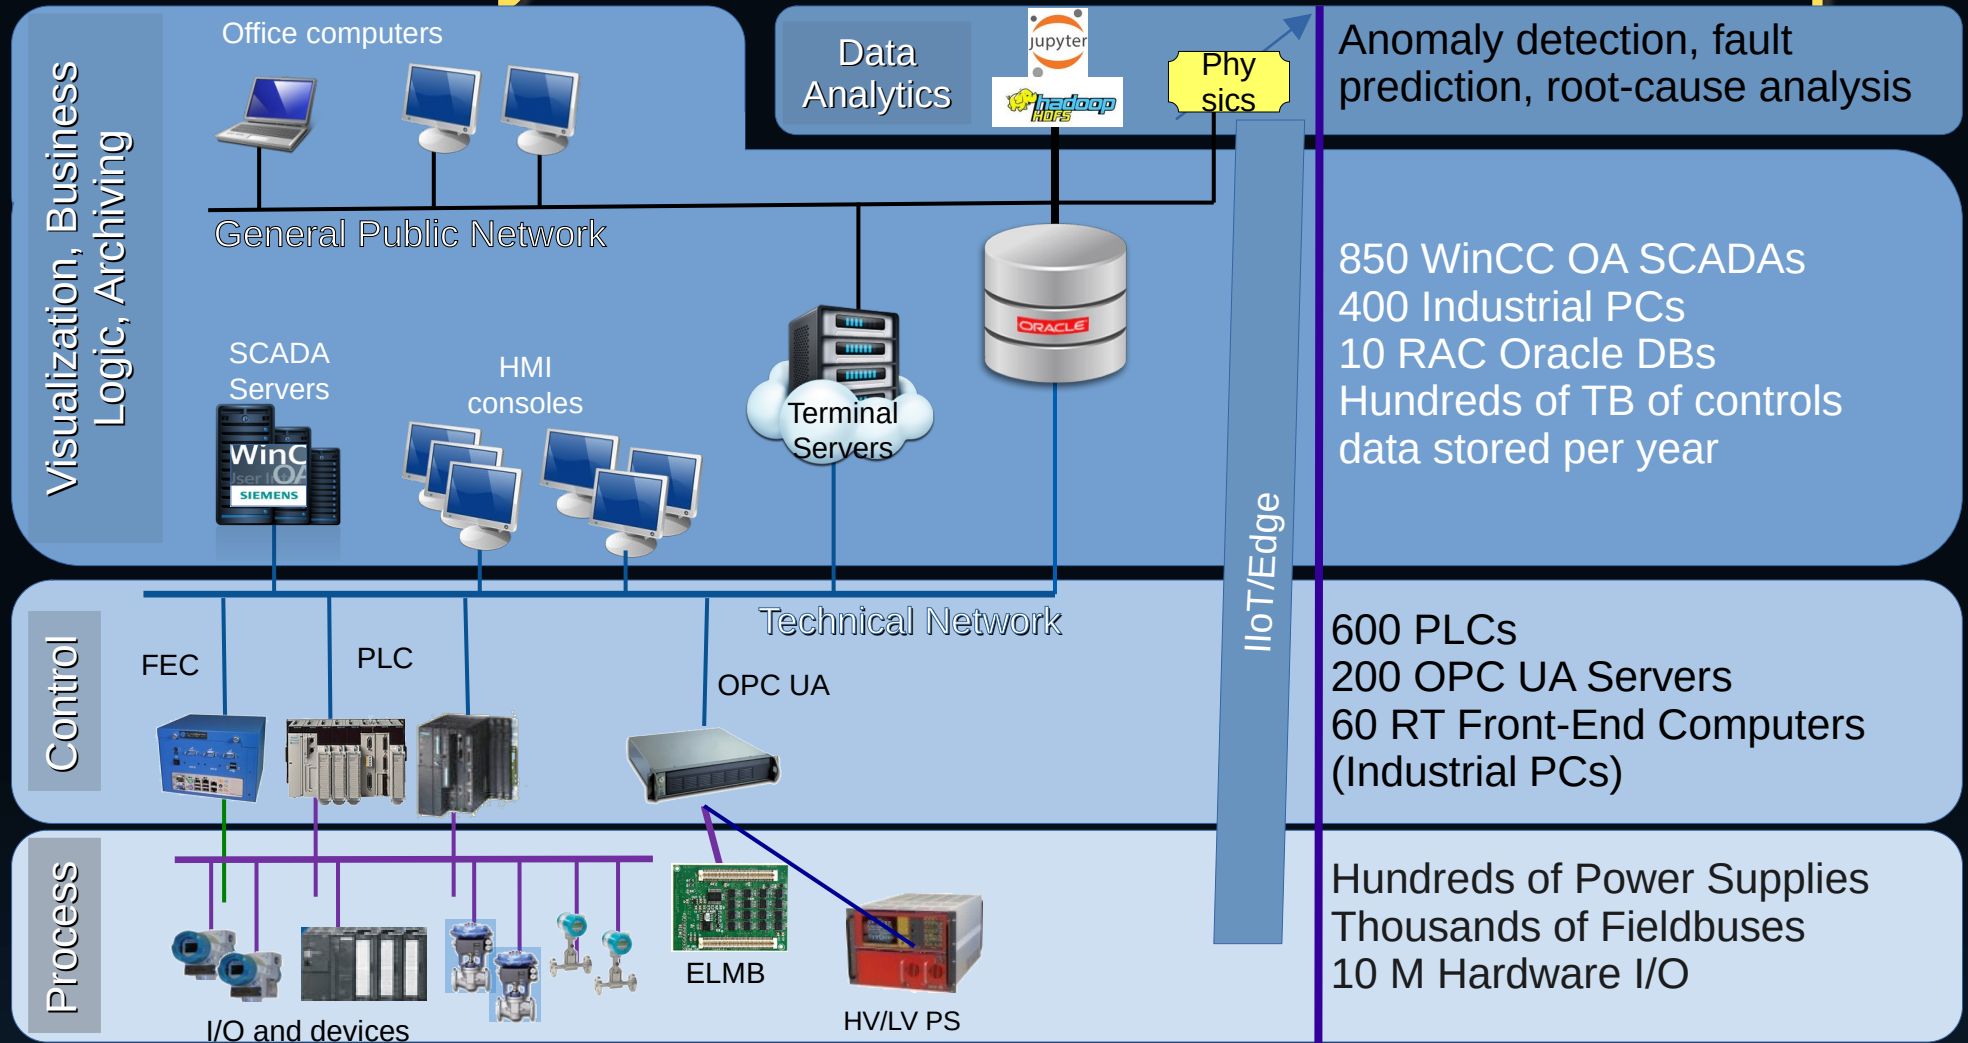 Office computers
Visualization, Business
Logic, Archiving
General Public Network
SCADA
Servers
WinC
OA
SIEMENS
HMI
consoles
Terminal
Servers
ORACLE
Data
Analytics
jupyter
hadoop
HDFS
Phy
sics
Anomaly detection, fault
prediction, root-cause analysis
850 WinCC OA SCADAs
400 Industrial PCs
10 RAC Oracle DBs
Hundreds of TB of controls
data stored per year
IIoT/Edge
Technical Network
Control
FEC
PLC
OPC UA
600 PLCs
200 OPC UA Servers
60 RT Front-End Computers
(Industrial PCs)
Process
I/O and devices
ELMB
HV/LV PS
Hundreds of Power Supplies
Thousands of Fieldbuses
10 M Hardware I/O